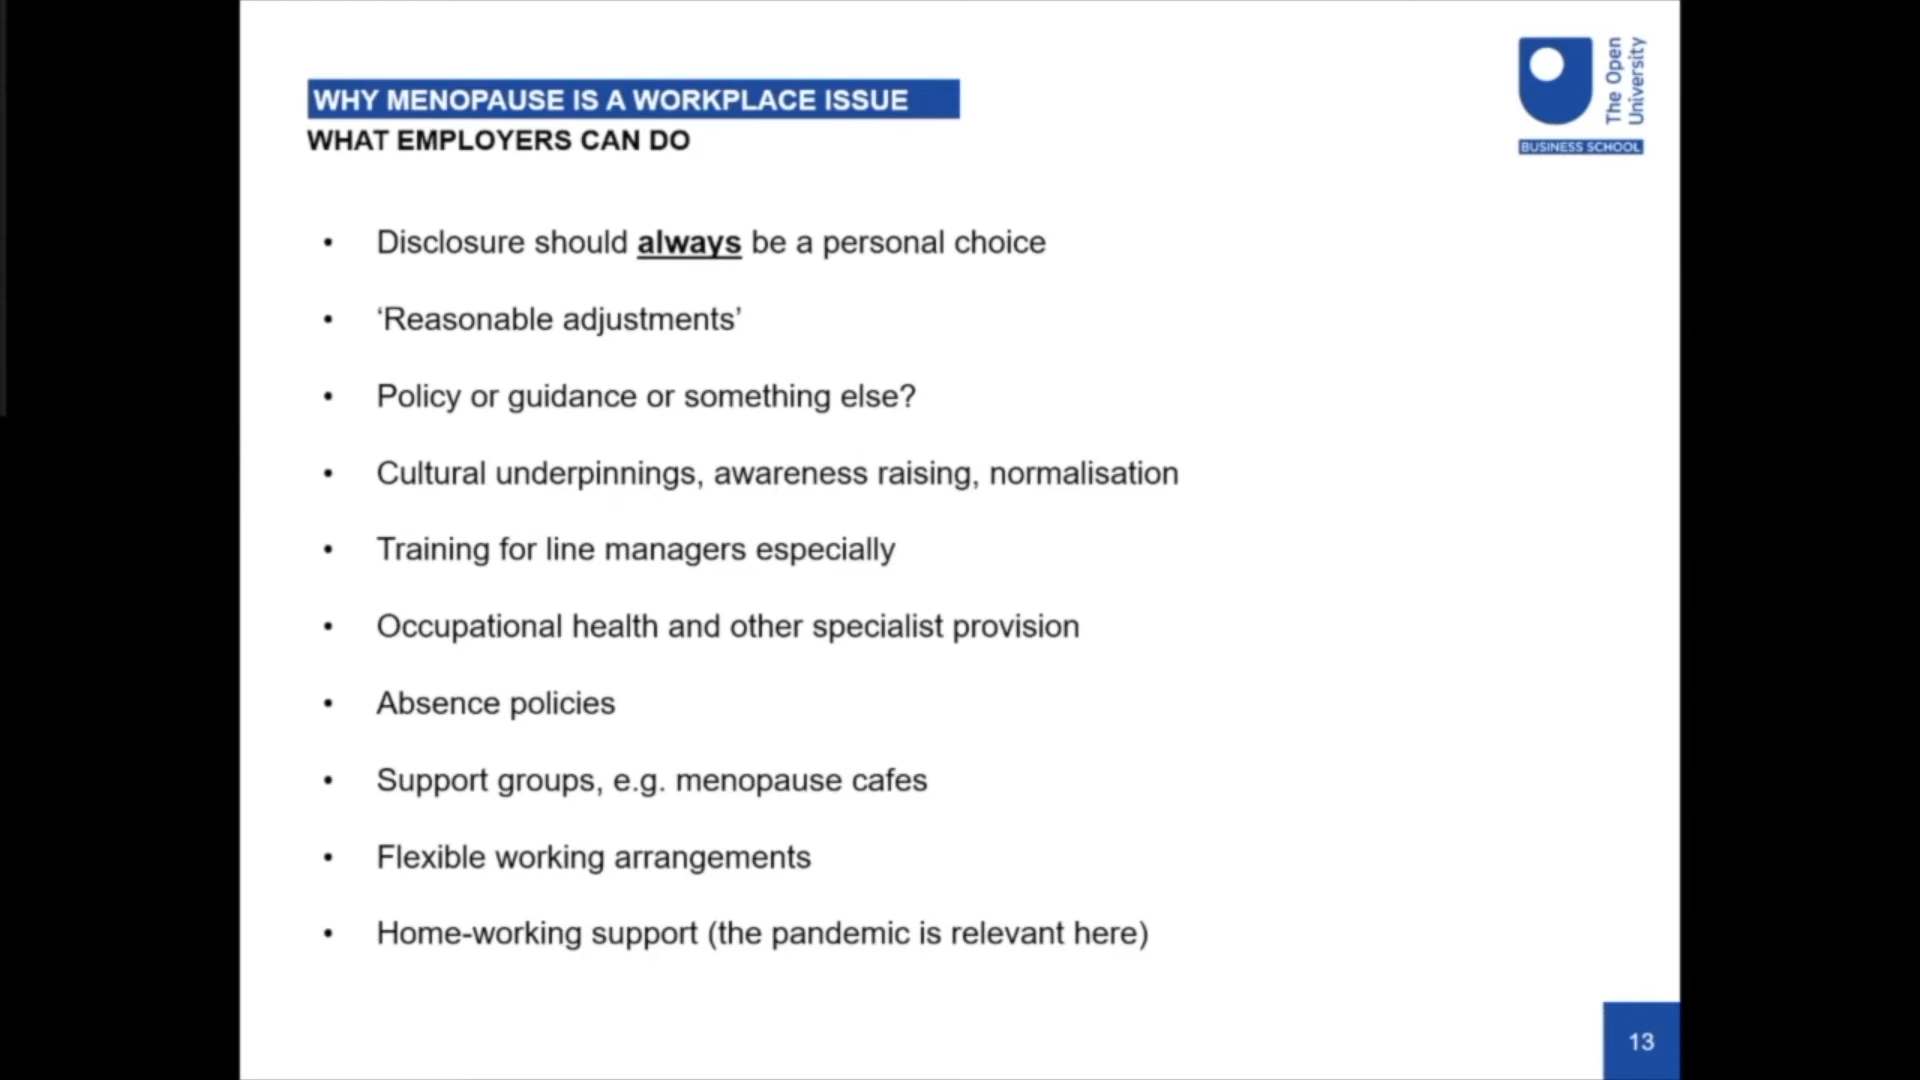 WHY MENOPAUSE IS A WORKPLACE ISSUE
WHAT EMPLOYERS CAN DO
The Open
University
BUSINESS SCHOOL
• Disclosure should always be a personal choice
• ‘Reasonable adjustments’
• Policy or guidance or something else?
• Cultural underpinnings, awareness raising, normalisation
• Training for line managers especially
• Occupational health and other specialist provision
• Absence policies
• Support groups, e.g. menopause cafes
• Flexible working arrangements
• Home-working support (the pandemic is relevant here)
13